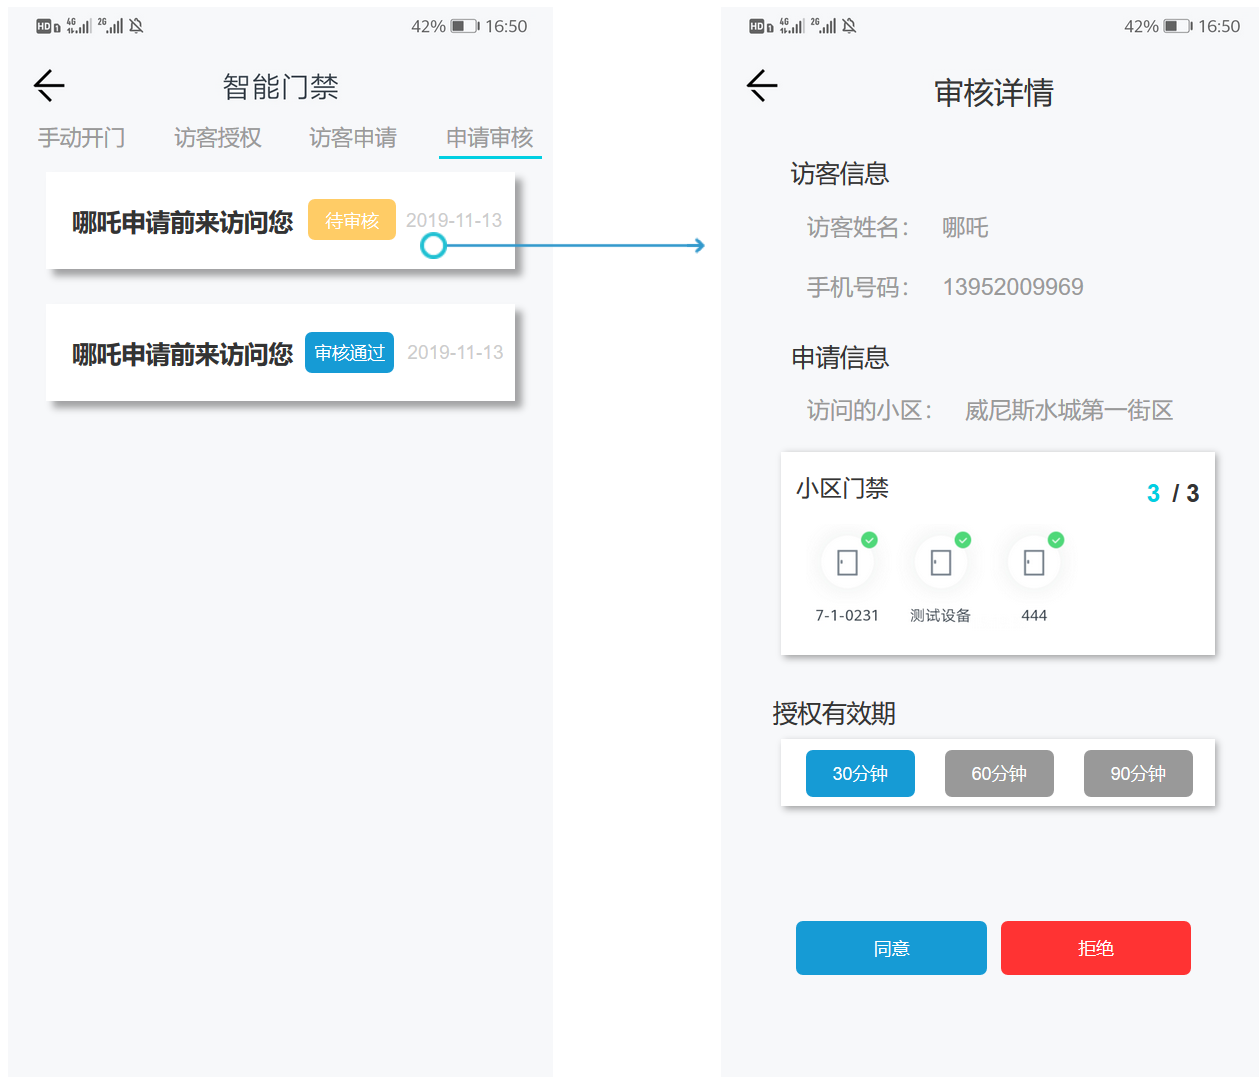 HD 1 4G 2G 42% 16:50
智能门禁
手动开门 访客授权 访客申请 申请审核
哪吒申请前来访问您 待审核 2019-11-13
哪吒申请前来访问您 审核通过 2019-11-13
HD 1 4G 2G 42% 16:50
审核详情
访客信息
访客姓名： 哪吒
手机号码： 13952009969
申请信息
访问的小区： 威尼斯水城第一街区
小区门禁 3 / 3
7-1-0231 测试设备 444
授权有效期
30分钟 60分钟 90分钟
同意 拒绝